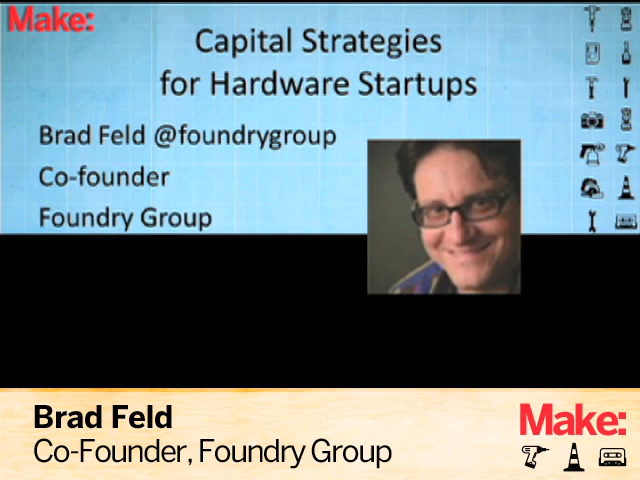 Make:
Capital Strategies
for Hardware Startups
Brad Feld @foundrygroup
Co-founder
Foundry Group
Brad Feld
Co-Founder, Foundry Group
Make: